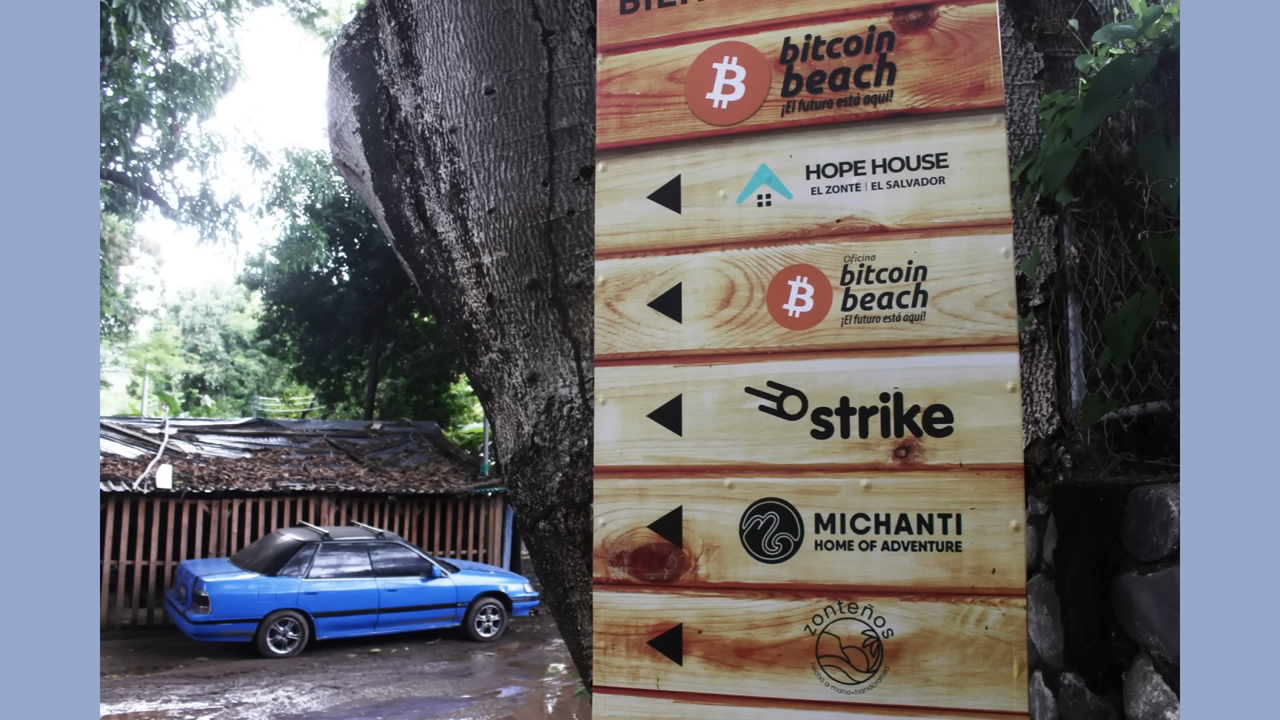 bitcoin
beach
¡El futuro está aquí!
HOPE HOUSE
EL ZONTE | EL SALVADOR
Oficina
bitcoin
beach
¡El futuro está aquí!
strike
MICHANTI
HOME OF ADVENTURE
zonteños